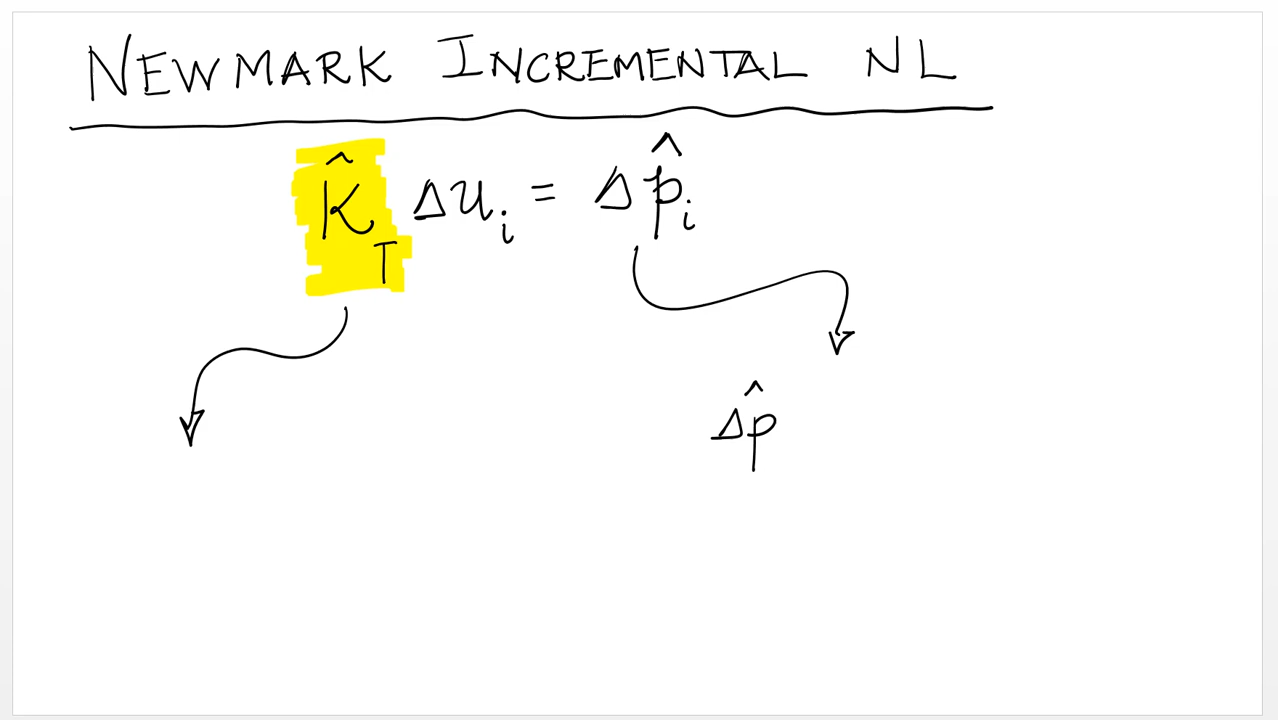 NEWMARK INCREMENTAL NL
K̂_T Δu_i = Δp̂_i
Δp̂